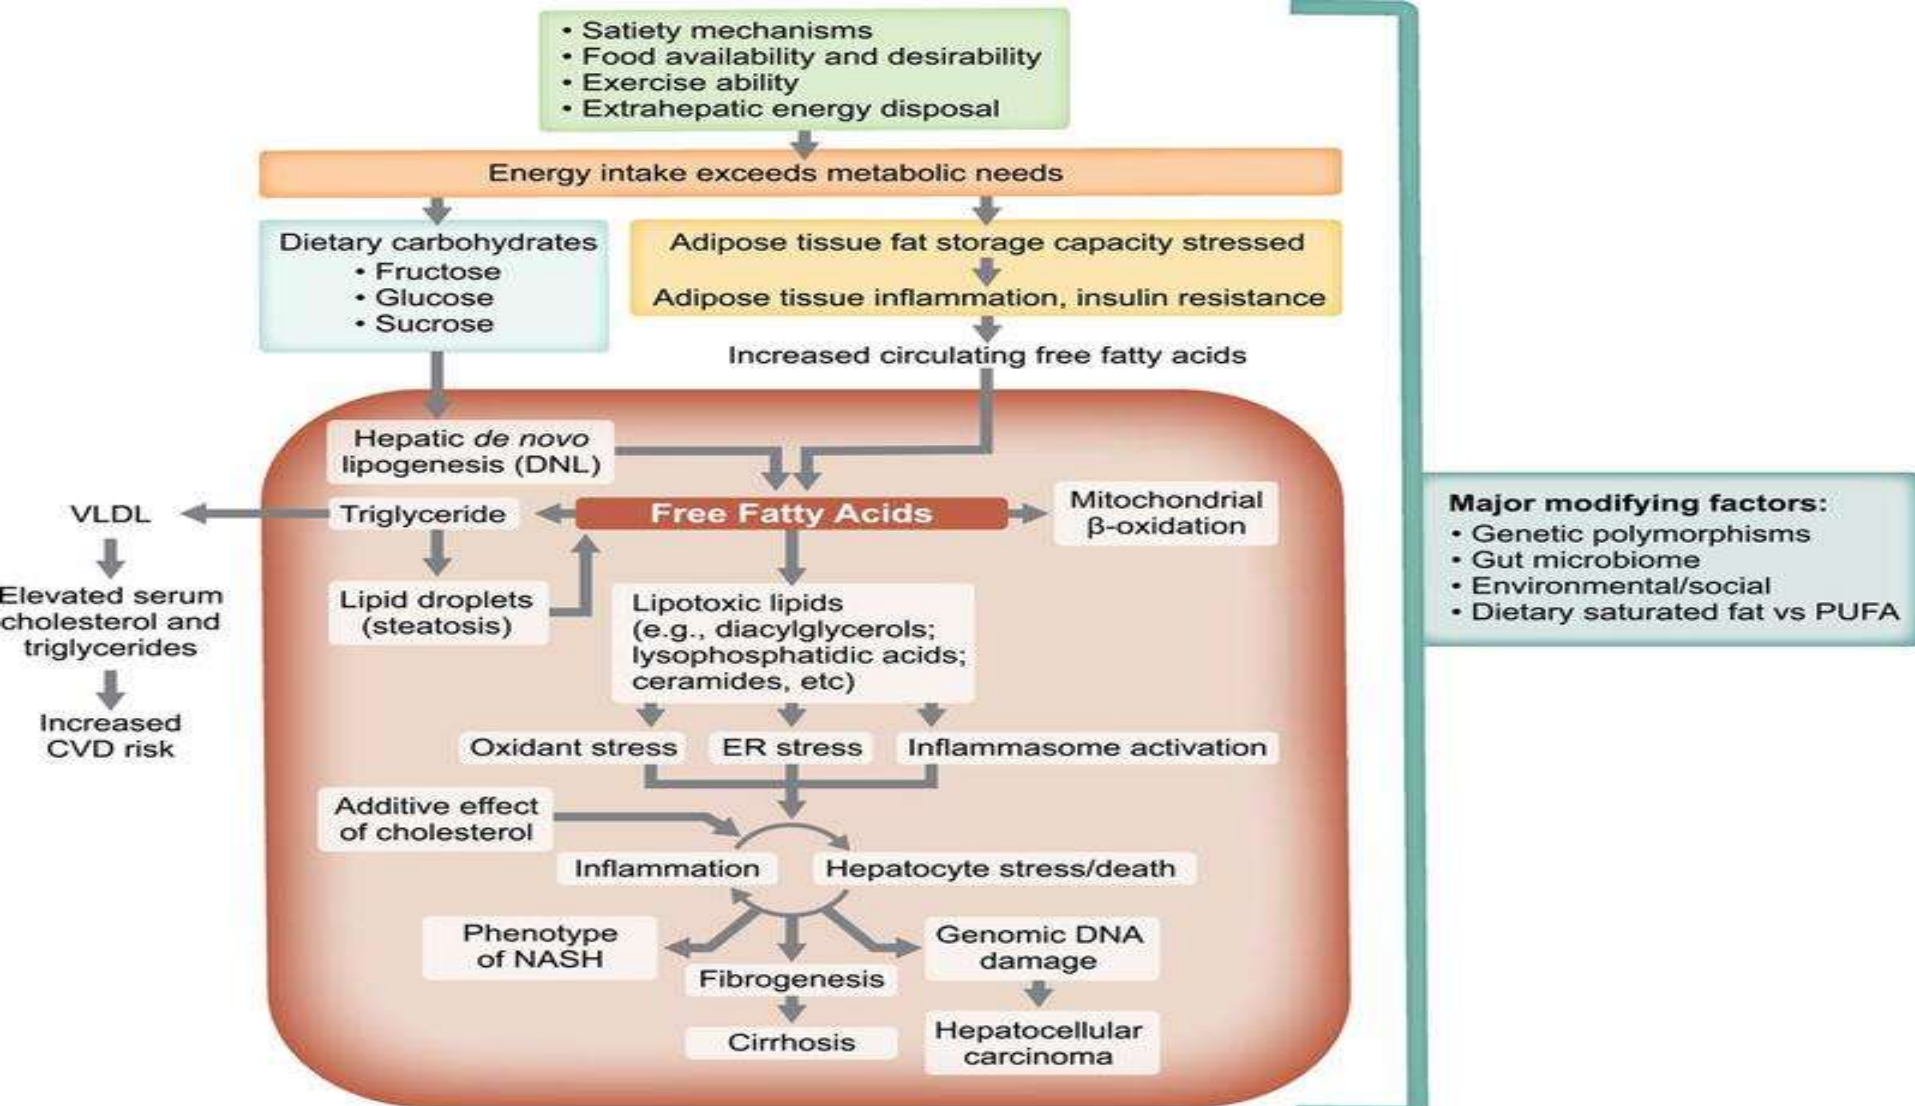 • Satiety mechanisms
• Food availability and desirability
• Exercise ability
• Extrahepatic energy disposal
Energy intake exceeds metabolic needs
Dietary carbohydrates
• Fructose
• Glucose
• Sucrose
Adipose tissue fat storage capacity stressed
Adipose tissue inflammation, insulin resistance
Increased circulating free fatty acids
Hepatic de novo
lipogenesis (DNL)
VLDL
Triglyceride
Free Fatty Acids
Mitochondrial
β-oxidation
Elevated serum
cholesterol and
triglycerides
Increased
CVD risk
Lipid droplets
(steatosis)
Lipotoxic lipids
(e.g., diacylglycerols;
lysophosphatidic acids;
ceramides, etc)
Oxidant stress
ER stress
Inflammasome activation
Additive effect
of cholesterol
Inflammation
Hepatocyte stress/death
Phenotype
of NASH
Fibrogenesis
Cirrhosis
Genomic DNA
damage
Hepatocellular
carcinoma
Major modifying factors:
• Genetic polymorphisms
• Gut microbiome
• Environmental/social
• Dietary saturated fat vs PUFA